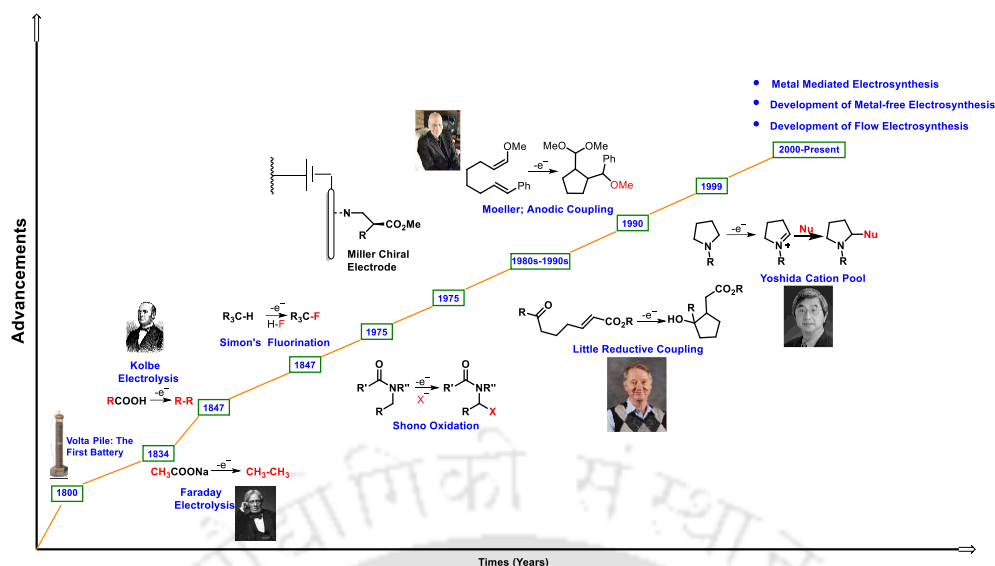 Metal Mediated Electrosynthesis
Development of Metal-free Electrosynthesis
Development of Flow Electrosynthesis
2000-Present
1999
MeO OMe
OMe
-e⁻
Ph
Ph
OMe
Moeller; Anodic Coupling
1990
N
CO₂Me
R
Miller Chiral
Electrode
1980s-1990s
N
R
-e⁻
N
+
R
Nu
N
Nu
R
Yoshida Cation Pool
1975
O
R
CO₂R
-e⁻
HO
R
CO₂R
Little Reductive Coupling
R₃C-H
-e⁻
H-F
R₃C-F
Simon's Fluorination
1975
1847
O
R'
NR"
R
-e⁻
X⁻
O
R'
NR"
R
X
Shono Oxidation
Kolbe
Electrolysis
RCOOH
-e⁻
R-R
1847
Volta Pile: The
First Battery
1834
CH₃COONa
-e⁻
CH₃-CH₃
Faraday
Electrolysis
1800
Advancements
Times (Years)
याणिकी संस्था